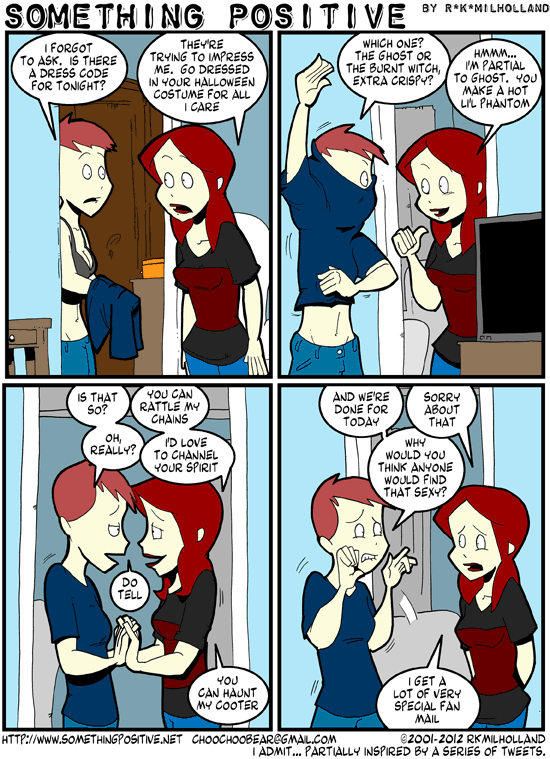 SOMETHING POSITIVE BY R*K*MILHOLLAND
I FORGOT
TO ASK. IS THERE
A DRESS CODE
FOR TONIGHT?
THEY'RE
TRYING TO IMPRESS
ME. GO DRESSED
IN YOUR HALLOWEEN
COSTUME FOR ALL
I CARE
WHICH ONE?
THE GHOST OR
THE BURNT WITCH,
EXTRA CRISPY?
HMMM...
I'M PARTIAL
TO GHOST. YOU
MAKE A HOT
LI'L PHANTOM
IS THAT
SO?
YOU CAN
RATTLE MY
CHAINS
OH,
REALLY?
I'D LOVE
TO CHANNEL
YOUR SPIRIT
DO
TELL
YOU
CAN HAUNT
MY COOTER
AND WE'RE
DONE FOR
TODAY
SORRY
ABOUT
THAT
WHY
WOULD YOU
THINK ANYONE
WOULD FIND
THAT SEXY?
I GET A
LOT OF VERY
SPECIAL FAN
MAIL
HTTP://WWW.SOMETHINGPOSITIVE.NET CHOOCHOOBEAR@GMAIL.COM ©2001-2012 RKMILHOLLAND
I ADMIT... PARTIALLY INSPIRED BY A SERIES OF TWEETS.